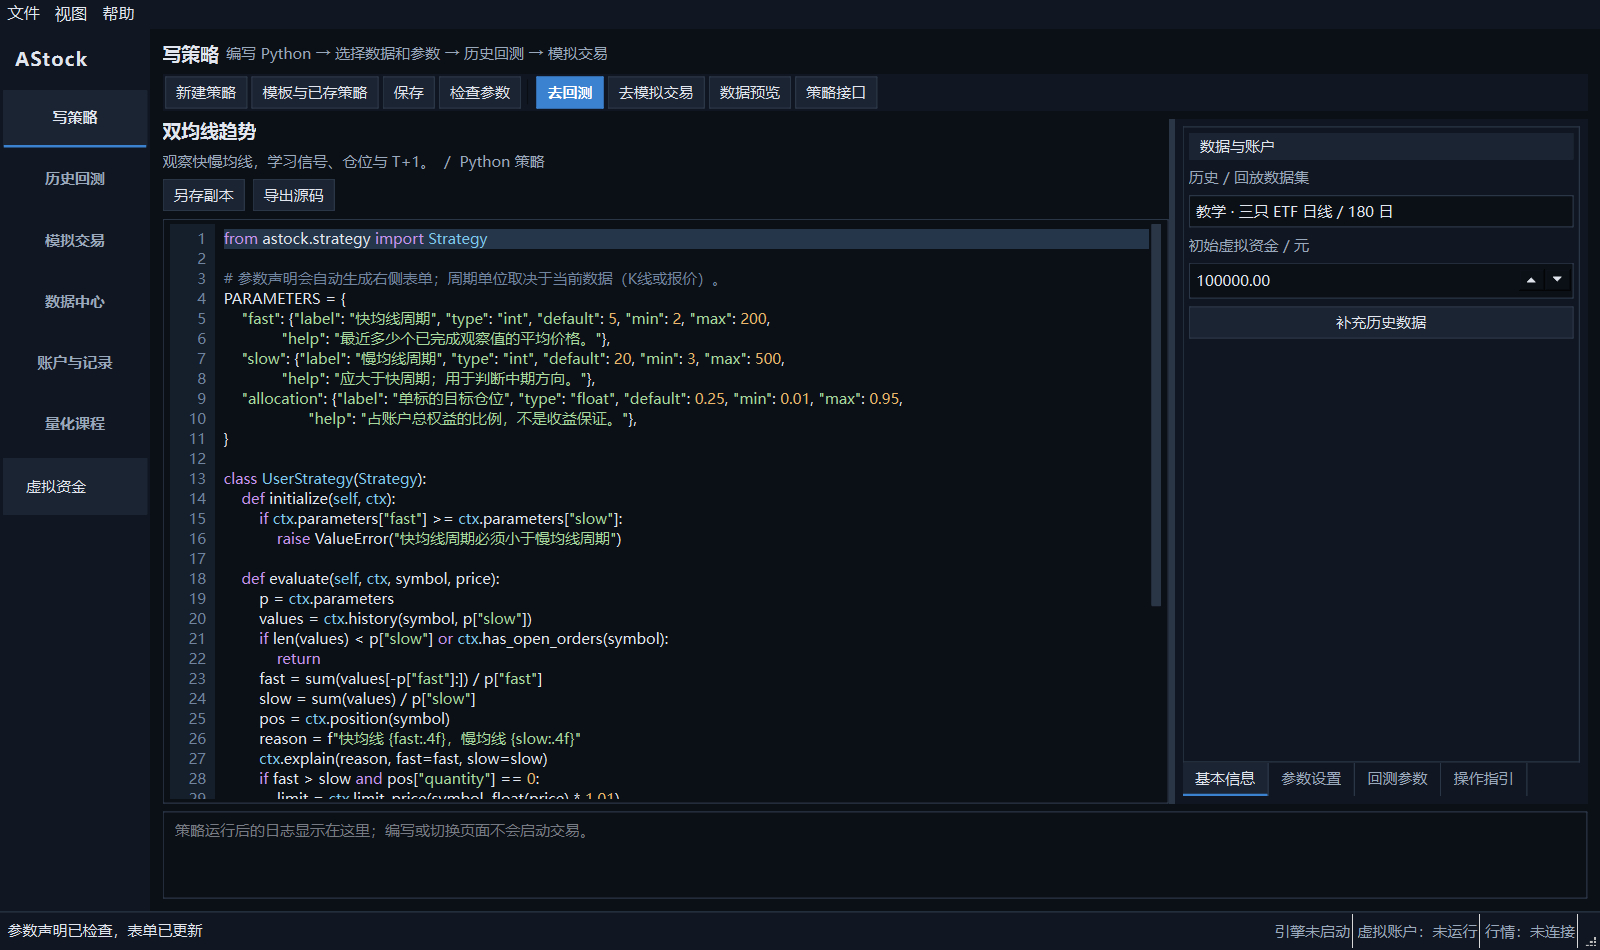 文件 视图 帮助
AStock
写策略
历史回测
模拟交易
数据中心
账户与记录
量化课程
虚拟资金
写策略 编写 Python → 选择数据和参数 → 历史回测 → 模拟交易
新建策略 模板与已存策略 保存 检查参数 去回测 去模拟交易 数据预览 策略接口
双均线趋势
观察快慢均线，学习信号、仓位与 T+1。 / Python 策略
另存副本 导出源码
1 from astock.strategy import Strategy
2
3 # 参数声明会自动生成右侧表单；周期单位取决于当前数据（K线或报价）。
4 PARAMETERS = {
5 "fast": {"label": "快均线周期", "type": "int", "default": 5, "min": 2, "max": 200,
6 "help": "最近多少个已完成观察值的平均价格。"},
7 "slow": {"label": "慢均线周期", "type": "int", "default": 20, "min": 3, "max": 500,
8 "help": "应大于快周期；用于判断中期方向。"},
9 "allocation": {"label": "单标的目标仓位", "type": "float", "default": 0.25, "min": 0.01, "max": 0.95,
10 "help": "占账户总权益的比例，不是收益保证。"},
11 }
12
13 class UserStrategy(Strategy):
14 def initialize(self, ctx):
15 if ctx.parameters["fast"] >= ctx.parameters["slow"]:
16 raise ValueError("快均线周期必须小于慢均线周期")
17
18 def evaluate(self, ctx, symbol, price):
19 p = ctx.parameters
20 values = ctx.history(symbol, p["slow"])
21 if len(values) < p["slow"] or ctx.has_open_orders(symbol):
22 return
23 fast = sum(values[-p["fast"]:]) / p["fast"]
24 slow = sum(values) / p["slow"]
25 pos = ctx.position(symbol)
26 reason = f"快均线 {fast:.4f}，慢均线 {slow:.4f}"
27 ctx.explain(reason, fast=fast, slow=slow)
28 if fast > slow and pos["quantity"] == 0:
29 limit = ctx.limit_price(symbol, float(price) * 1.01)
数据与账户
历史 / 回放数据集
教学 · 三只 ETF 日线 / 180 日
初始虚拟资金 / 元
100000.00
补充历史数据
基本信息 参数设置 回测参数 操作指引
策略运行后的日志显示在这里；编写或切换页面不会启动交易。
参数声明已检查，表单已更新
引擎未启动 虚拟账户：未运行 行情：未连接